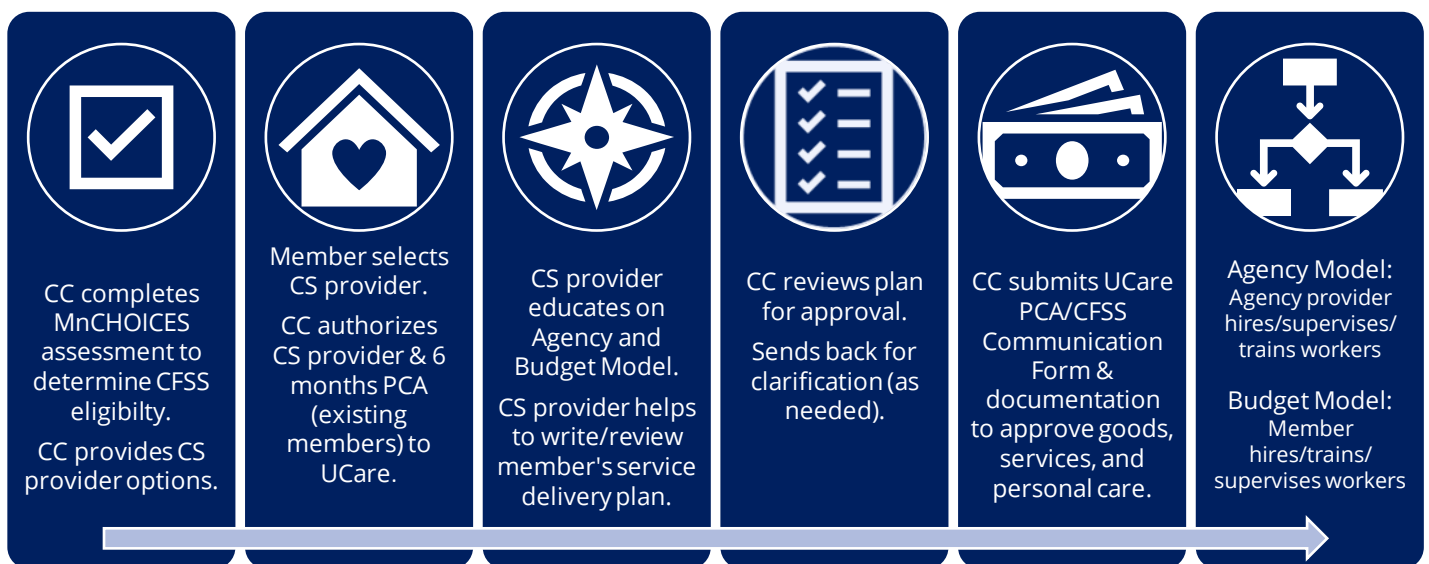 CC completes
MnCHOICES
assessment to
determine CFSS
eligibilty.
CC provides CS
provider options.
Member selects
CS provider.
CC authorizes
CS provider & 6
months PCA
(existing
members) to
UCare.
CS provider
educates on
Agency and
Budget Model.
CS provider helps
to write/review
member's service
delivery plan.
CC reviews plan
for approval.
Sends back for
clarification (as
needed).
CC submits UCare
PCA/CFSS
Communication
Form &
documentation
to approve goods,
services, and
personal care.
Agency Model:
Agency provider
hires/supervises/
trains workers
Budget Model:
Member
hires/trains/
supervises workers